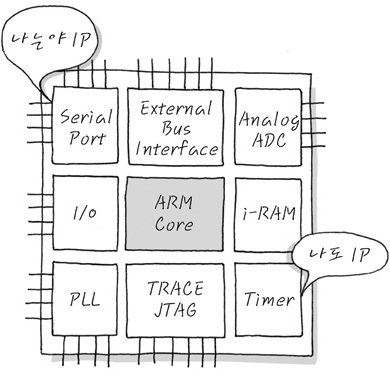 나는야 IP
Serial
Port
External
Bus
Interface
Analog
ADC
I/O
ARM
Core
i-RAM
나도 IP
PLL
TRACE
JTAG
Timer